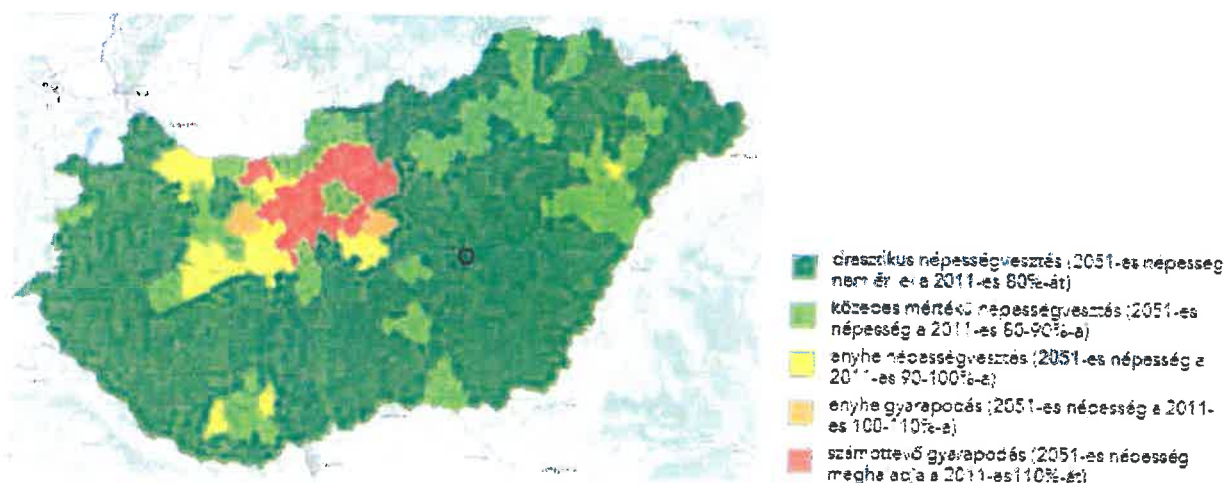 drasztikus népességvesztés (2051-es népesség
nem éri el a 2011-es 80%-át)
közepes mértékű népességvesztés (2051-es
népesség a 2011-es 80-90%-a)
enyhe népességvesztés (2051-es népesség a
2011-es 90-100%-a)
enyhe gyarapodás (2051-es népesség a 2011-
es 100-110%-a)
számottevő gyarapodás (2051-es népesség
meghaladja a 2011-es110%-át)